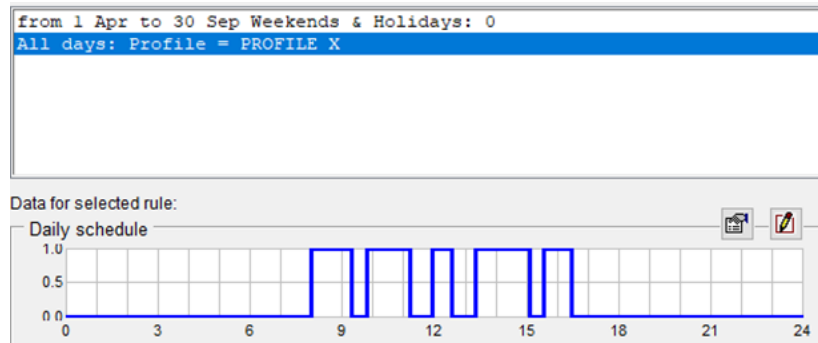 from 1 Apr to 30 Sep Weekends & Holidays: 0
All days: Profile = PROFILE X
Data for selected rule:
Daily schedule
1.0
0.5
0.0
0 3 6 9 12 15 18 21 24